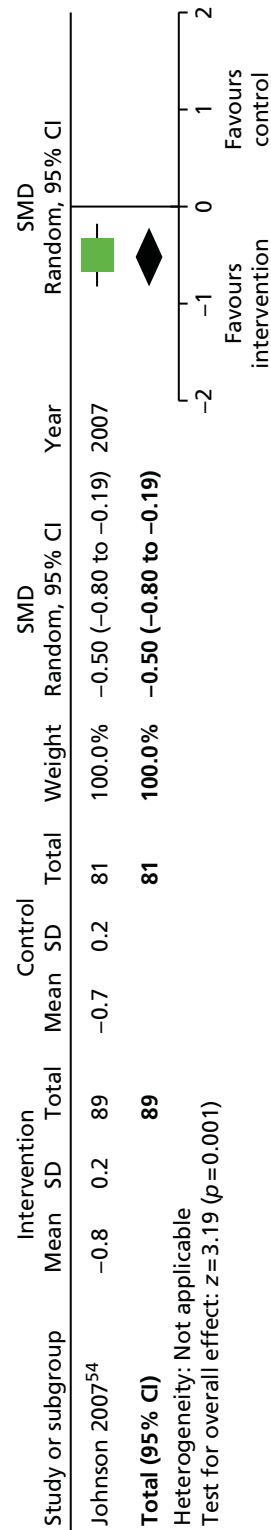 Intervention Control SMD SMD
Study or subgroup Mean SD Total Mean SD Total Weight Random, 95% CI Year Random, 95% CI
Johnson 2007⁵⁴ −0.8 0.2 89 −0.7 0.2 81 100.0% −0.50 (−0.80 to −0.19) 2007
Total (95% CI) 89 81 100.0% −0.50 (−0.80 to −0.19)
Heterogeneity: Not applicable
Test for overall effect: z=3.19 (p=0.001)
−2 −1 0 1 2
Favours Favours
intervention control